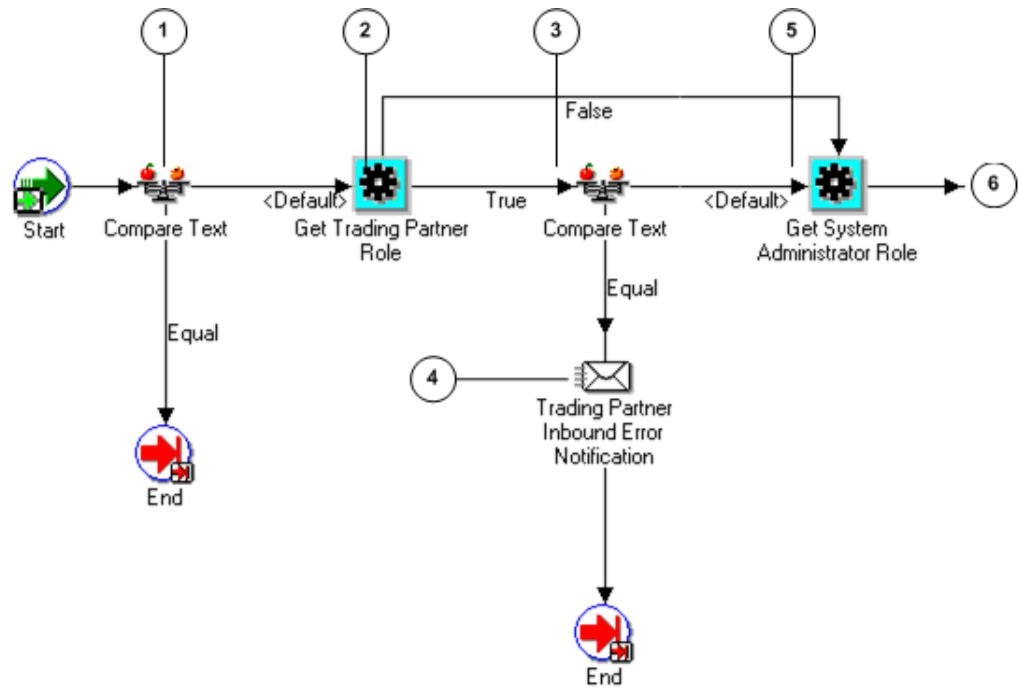 1
2
3
5
False
<Default>
True
<Default>
6
Start
Compare Text
Get Trading Partner
Role
Compare Text
Get System
Administrator Role
Equal
Equal
4
Trading Partner
Inbound Error
Notification
End
End